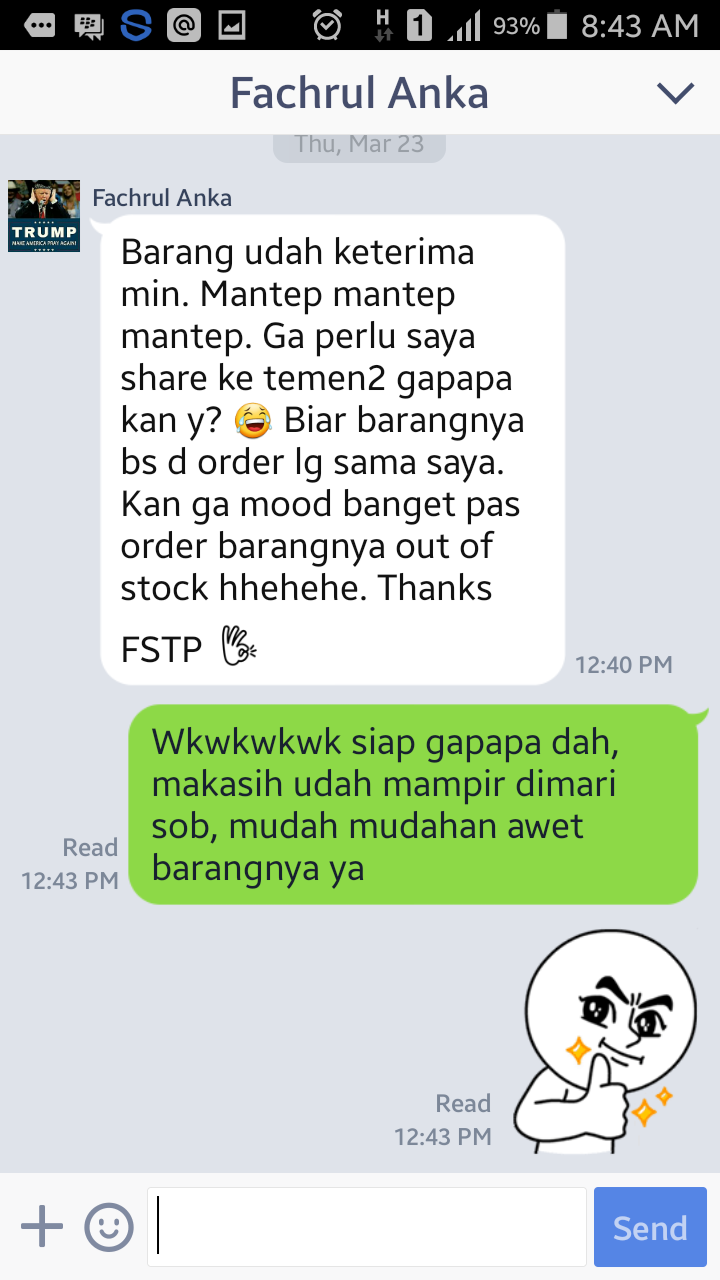 93% 8:43 AM
Fachrul Anka
Thu, Mar 23
Fachrul Anka
TRUMP
MAKE AMERICA PRAY AGAIN!
Barang udah keterima
min. Mantep mantep
mantep. Ga perlu saya
share ke temen2 gapapa
kan y? 😂 Biar barangnya
bs d order lg sama saya.
Kan ga mood banget pas
order barangnya out of
stock hhehehe. Thanks
FSTP 👌
12:40 PM
Wkwkwkwk siap gapapa dah,
makasih udah mampir dimari
sob, mudah mudahan awet
barangnya ya
Read
12:43 PM
Read
12:43 PM
Send